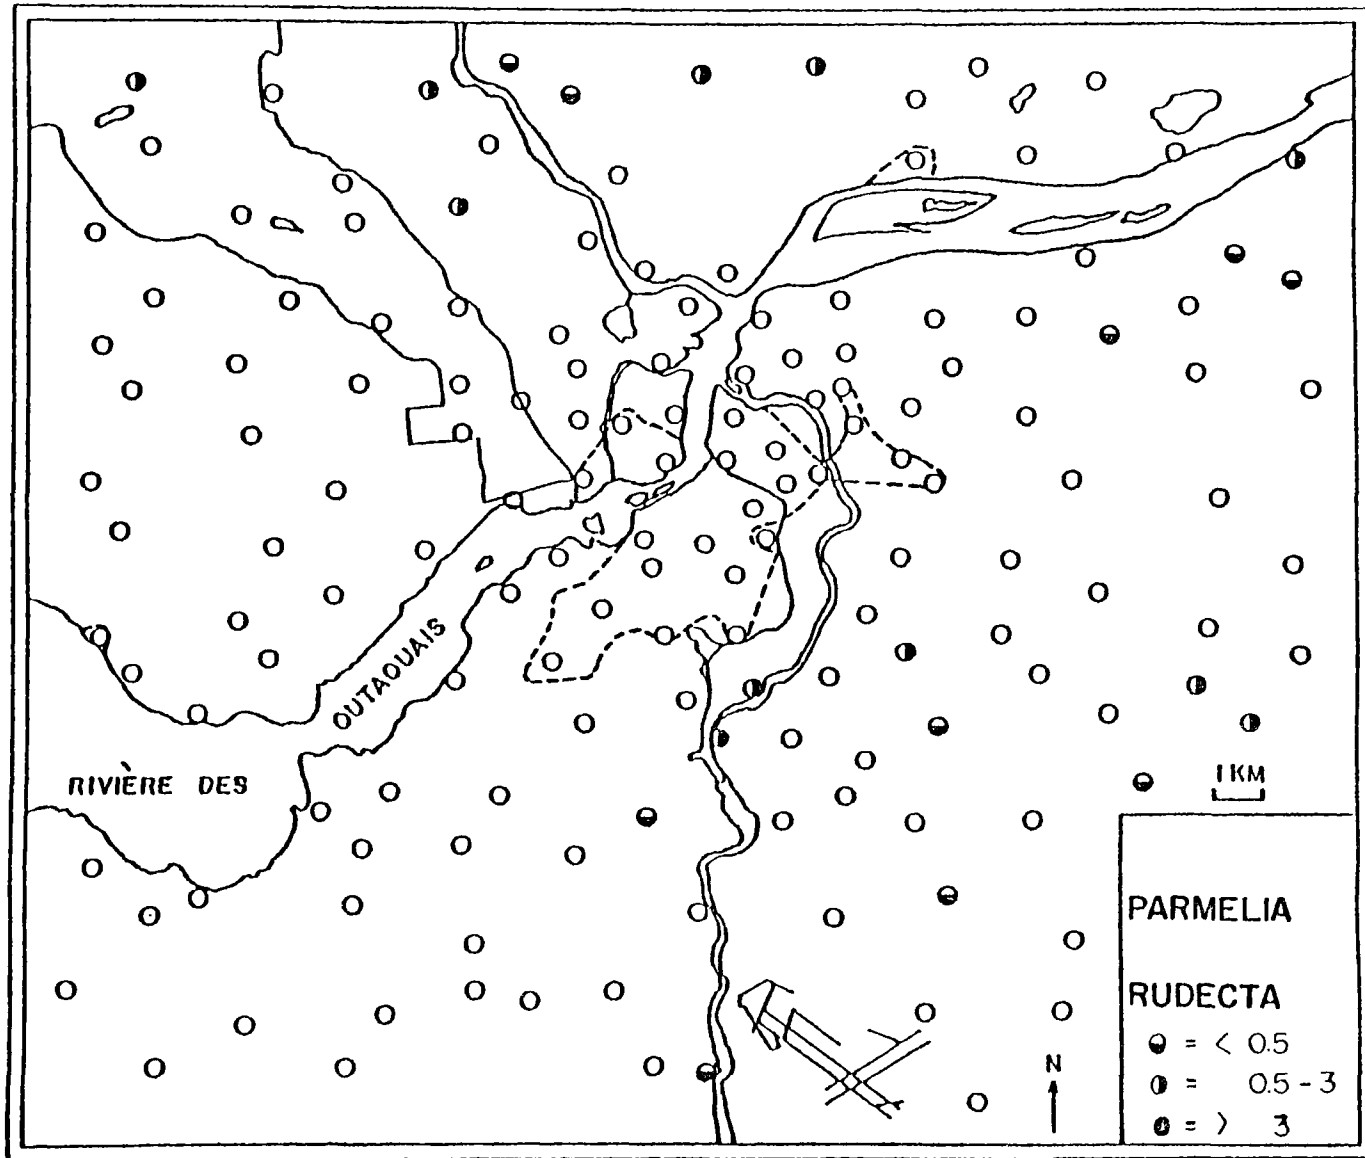 OUTAOUAIS
RIVIÈRE DES
1 KM
PARMELIA
RUDECTA
= < 0.5
= 0.5 - 3
= > 3
N